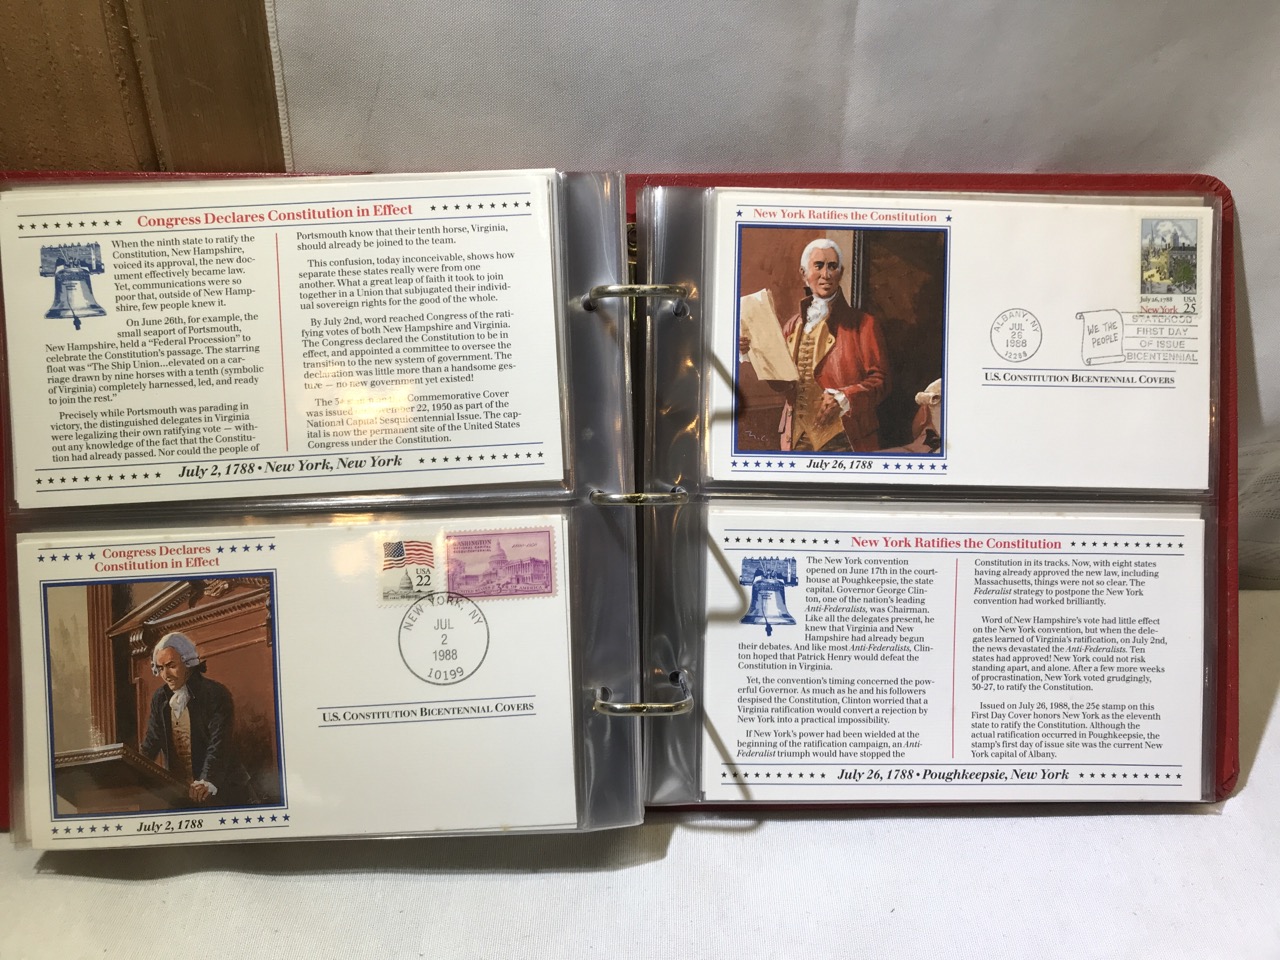 Congress Declares Constitution in Effect
When the ninth state to ratify the
Constitution, New Hampshire,
voiced its approval, the new doc-
ument effectively became law.
Yet, communications were so
poor that, outside of New Hamp-
shire, few people knew it.
On June 26th, for example, the
small seaport of Portsmouth,
New Hampshire, held a "Federal Procession" to
celebrate the Constitution's passage. The starring
float was "The Ship Union...elevated on a car-
riage drawn by nine horses with a tenth (symbolic
of Virginia) completely harnessed, led, and ready
to join the rest."
Precisely while Portsmouth was parading in
victory, the distinguished delegates in Virginia
were legalizing their own ratifying vote — with-
out any knowledge of the fact that the Constitu-
tion had already passed. Nor could the people of
Portsmouth know that their tenth horse, Virginia,
should already be joined to the team.
This confusion, today inconceivable, shows how
separate these states really were from one
another. What a great leap of faith it took to join
together in a Union that subjugated their individ-
ual sovereign rights for the good of the whole.
By July 2nd, word reached Congress of the rati-
fying votes of both New Hampshire and Virginia.
The Congress declared the Constitution to be in
effect, and appointed a committee to oversee the
transition to the new system of government. The
declaration was little more than a handsome ges-
ture — no new government yet existed!
The Commemorative Cover
was issued 22, 1950 as part of the
National Capital Sesquicentennial Issue. The cap-
ital is now the permanent site of the United States
Congress under the Constitution.
July 2, 1788 • New York, New York
Congress Declares
Constitution in Effect
July 2, 1788
USA
22
WASHINGTON
NEW YORK, NY
JUL
2
1988
10199
U.S. CONSTITUTION BICENTENNIAL COVERS
New York Ratifies the Constitution
July 26, 1788
July 26, 1788 USA
New York 25
ALBANY, NY
JUL
26
1988
12288
WE THE
PEOPLE
STATEHOOD
FIRST DAY
OF ISSUE
BICENTENNIAL
U.S. CONSTITUTION BICENTENNIAL COVERS
New York Ratifies the Constitution
The New York convention
opened on June 17th in the court-
house at Poughkeepsie, the state
capital. Governor George Clin-
ton, one of the nation's leading
Anti-Federalists, was Chairman.
Like all the delegates present, he
knew that Virginia and New
Hampshire had already begun
their debates. And like most Anti-Federalists, Clin-
ton hoped that Patrick Henry would defeat the
Constitution in Virginia.
Yet, the convention's timing concerned the pow-
erful Governor. As much as he and his followers
despised the Constitution, Clinton worried that a
Virginia ratification would convert a rejection by
New York into a practical impossibility.
If New York's power had been wielded at the
beginning of the ratification campaign, an Anti-
Federalist triumph would have stopped the
Constitution in its tracks. Now, with eight states
having already approved the new law, including
Massachusetts, things were not so clear. The
Federalist strategy to postpone the New York
convention had worked brilliantly.
Word of New Hampshire's vote had little effect
on the New York convention, but when the dele-
gates learned of Virginia's ratification, on July 2nd,
the news devastated the Anti-Federalists. Ten
states had approved! New York could not risk
standing apart, and alone. After a few more weeks
of procrastination, New York voted grudgingly,
30-27, to ratify the Constitution.
Issued on July 26, 1988, the 25¢ stamp on this
First Day Cover honors New York as the eleventh
state to ratify the Constitution. Although the
actual ratification occurred in Poughkeepsie, the
stamp's first day of issue site was the current New
York capital of Albany.
July 26, 1788 • Poughkeepsie, New York